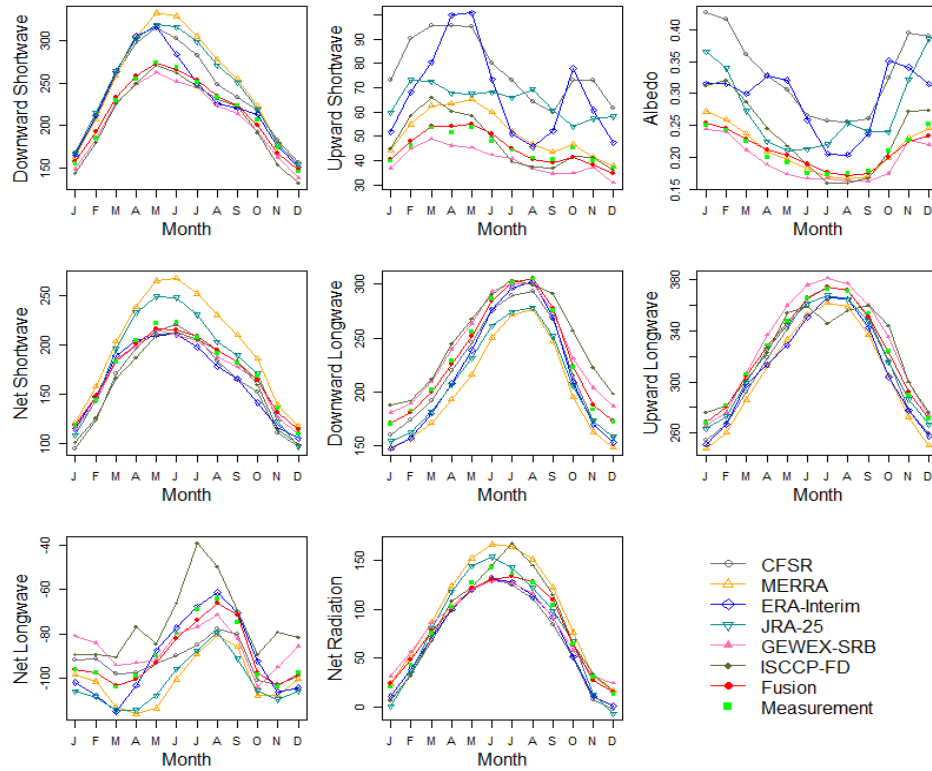 Downward Shortwave
150 200 250 300
J F M A M J J A S O N D
Month
Upward Shortwave
30 40 50 60 70 80 90
J F M A M J J A S O N D
Month
Albedo
0.15 0.20 0.25 0.30 0.35 0.40
J F M A M J J A S O N D
Month
Net Shortwave
100 150 200 250
J F M A M J J A S O N D
Month
Downward Longwave
150 200 250 300
J F M A M J J A S O N D
Month
Upward Longwave
260 300 340 380
J F M A M J J A S O N D
Month
Net Longwave
-100 -80 -60 -40
J F M A M J J A S O N D
Month
Net Radiation
0 50 100 150
J F M A M J J A S O N D
Month
CFSR
MERRA
ERA-Interim
JRA-25
GEWEX-SRB
ISCCP-FD
Fusion
Measurement